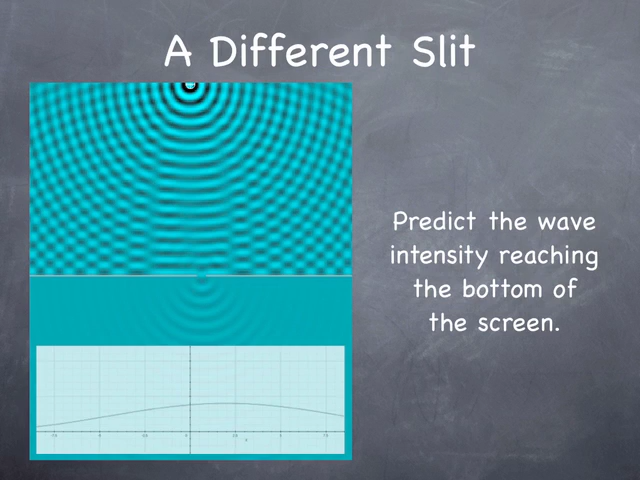 A Different Slit
Predict the wave
intensity reaching
the bottom of
the screen.